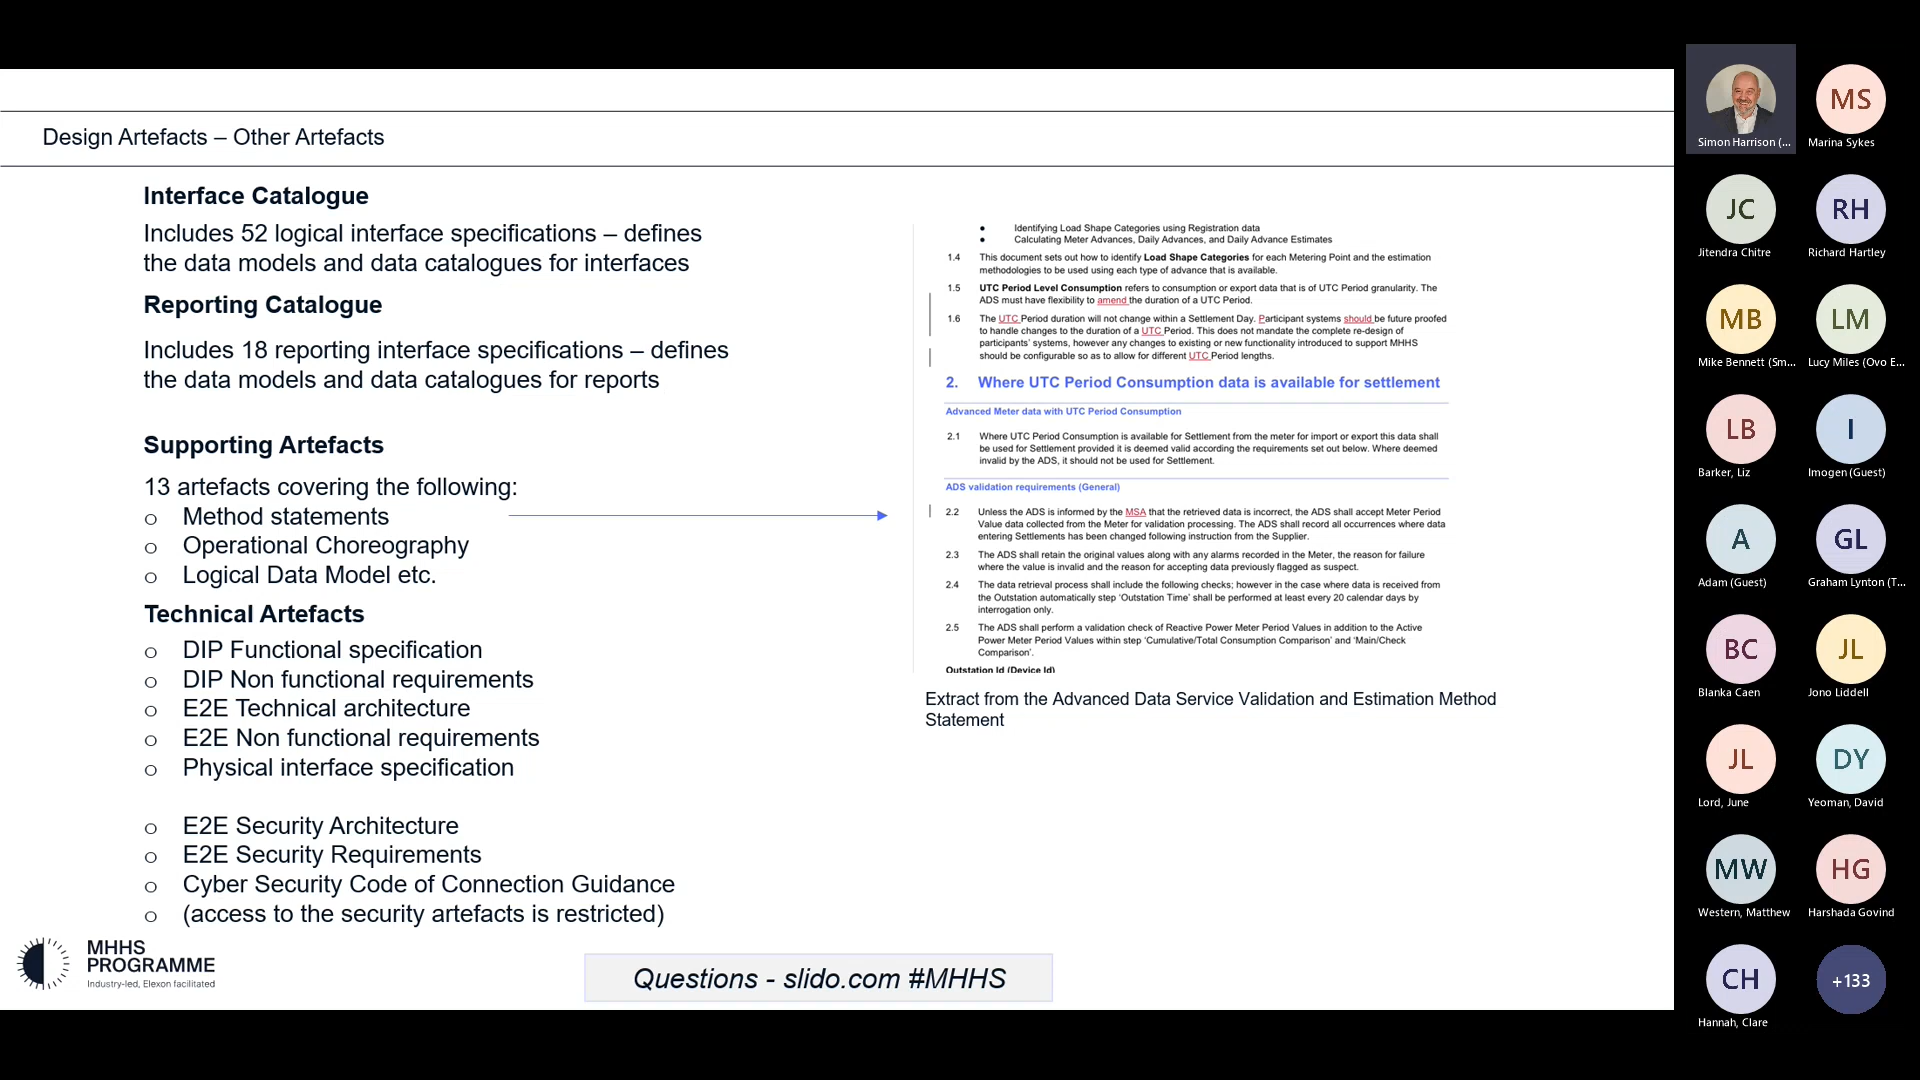 Design Artefacts – Other Artefacts
Interface Catalogue
Includes 52 logical interface specifications – defines
the data models and data catalogues for interfaces
Reporting Catalogue
Includes 18 reporting interface specifications – defines
the data models and data catalogues for reports
Supporting Artefacts
13 artefacts covering the following:
o Method statements
o Operational Choreography
o Logical Data Model etc.
Technical Artefacts
o DIP Functional specification
o DIP Non functional requirements
o E2E Technical architecture
o E2E Non functional requirements
o Physical interface specification
o E2E Security Architecture
o E2E Security Requirements
o Cyber Security Code of Connection Guidance
o (access to the security artefacts is restricted)
• Identifying Load Shape Categories using Registration data
• Calculating Meter Advances, Daily Advances, and Daily Advance Estimates
1.4 This document sets out how to identify Load Shape Categories for each Metering Point and the estimation
methodologies to be used using each type of advance that is available.
1.5 UTC Period Level Consumption refers to consumption or export data that is of UTC Period granularity. The
ADS must have flexibility to amend the duration of a UTC Period.
1.6 The UTC Period duration will not change within a Settlement Day. Participant systems should be future proofed
to handle changes to the duration of a UTC Period. This does not mandate the complete re-design of
participants' systems, however any changes to existing or new functionality introduced to support MHHS
should be configurable so as to allow for different UTC Period lengths.
2. Where UTC Period Consumption data is available for settlement
Advanced Meter data with UTC Period Consumption
2.1 Where UTC Period Consumption is available for Settlement from the meter for import or export this data shall
be used for Settlement provided it is deemed valid according the requirements set out below. Where deemed
invalid by the ADS, it should not be used for Settlement.
ADS validation requirements (General)
2.2 Unless the ADS is informed by the MSA that the retrieved data is incorrect, the ADS shall accept Meter Period
Value data collected from the Meter for validation processing. The ADS shall record all occurrences where data
entering Settlements has been changed following instruction from the Supplier.
2.3 The ADS shall retain the original values along with any alarms recorded in the Meter, the reason for failure
where the value is invalid and the reason for accepting data previously flagged as suspect.
2.4 The data retrieval process shall include the following checks; however in the case where data is received from
the Outstation automatically step 'Outstation Time' shall be performed at least every 20 calendar days by
interrogation only.
2.5 The ADS shall perform a validation check of Reactive Power Meter Period Values in addition to the Active
Power Meter Period Values within step 'Cumulative/Total Consumption Comparison' and 'Main/Check
Comparison'.
Outstation Id (Device Id)
Extract from the Advanced Data Service Validation and Estimation Method
Statement
MHHS
PROGRAMME
Industry-led, Elexon facilitated
Questions - slido.com #MHHS
Simon Harrison (...
MS
Marina Sykes
JC
Jitendra Chitre
RH
Richard Hartley
MB
Mike Bennett (Sm...
LM
Lucy Miles (Ovo E...
LB
Barker, Liz
I
Imogen (Guest)
A
Adam (Guest)
GL
Graham Lynton (T...
BC
Blanka Caen
JL
Jono Liddell
JL
Lord, June
DY
Yeoman, David
MW
Western, Matthew
HG
Harshada Govind
CH
Hannah, Clare
+133